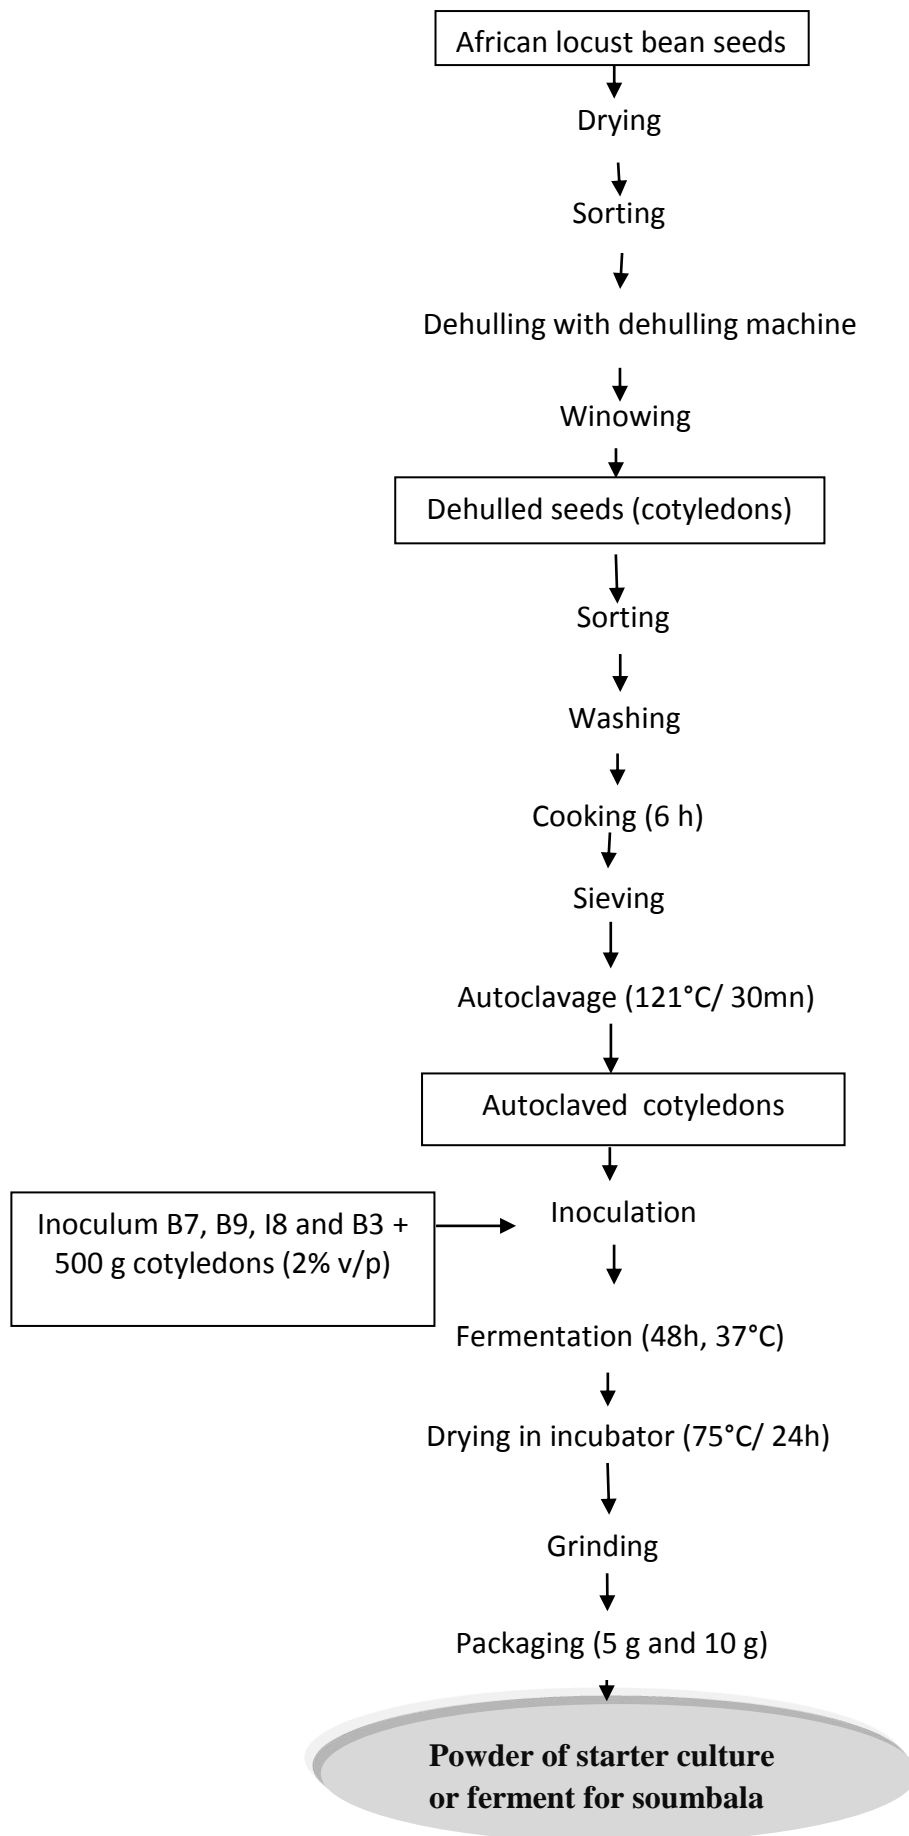 African locust bean seeds
Drying
Sorting
Dehulling with dehulling machine
Winowing
Dehulled seeds (cotyledons)
Sorting
Washing
Cooking (6 h)
Sieving
Autoclavage (121°C/ 30mn)
Autoclaved cotyledons
Inoculum B7, B9, I8 and B3 +
500 g cotyledons (2% v/p)
Inoculation
Fermentation (48h, 37°C)
Drying in incubator (75°C/ 24h)
Grinding
Packaging (5 g and 10 g)
Powder of starter culture
or ferment for soumbala